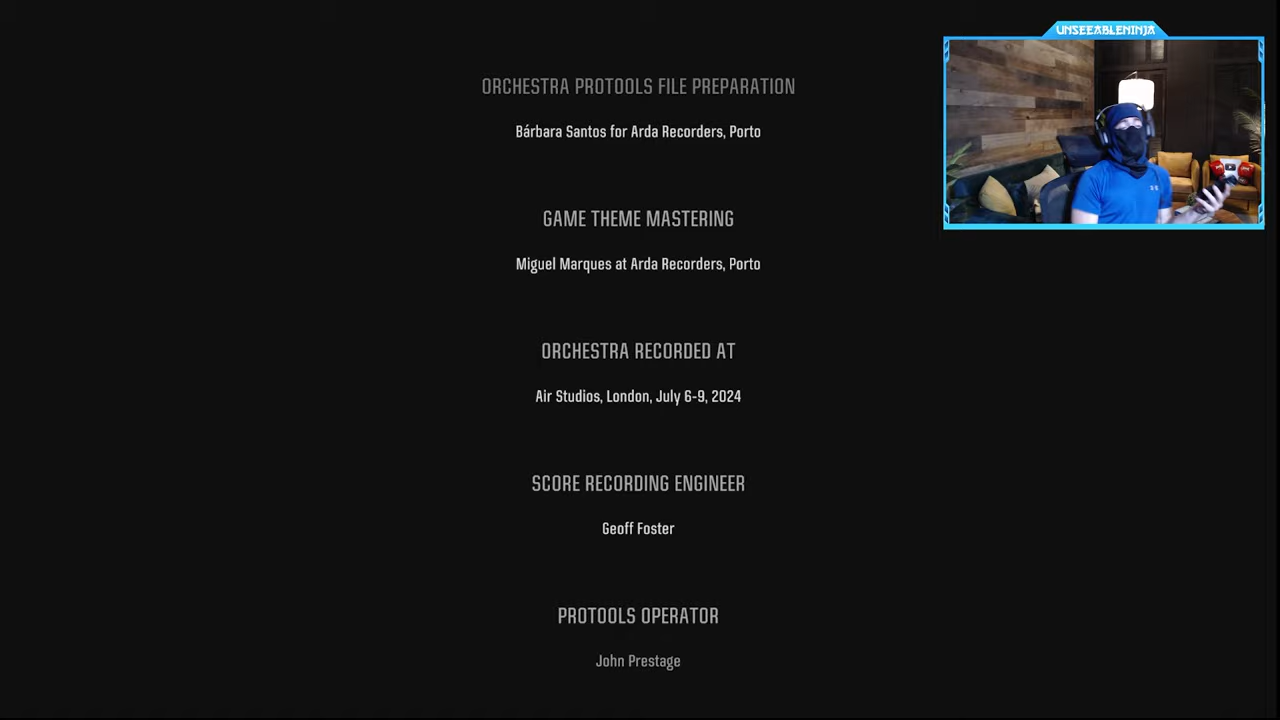 UNSEEABLENINJA
ORCHESTRA PROTOOLS FILE PREPARATION
Bárbara Santos for Arda Recorders, Porto
GAME THEME MASTERING
Miguel Marques at Arda Recorders, Porto
ORCHESTRA RECORDED AT
Air Studios, London, July 6-9, 2024
SCORE RECORDING ENGINEER
Geoff Foster
PROTOOLS OPERATOR
John Prestage